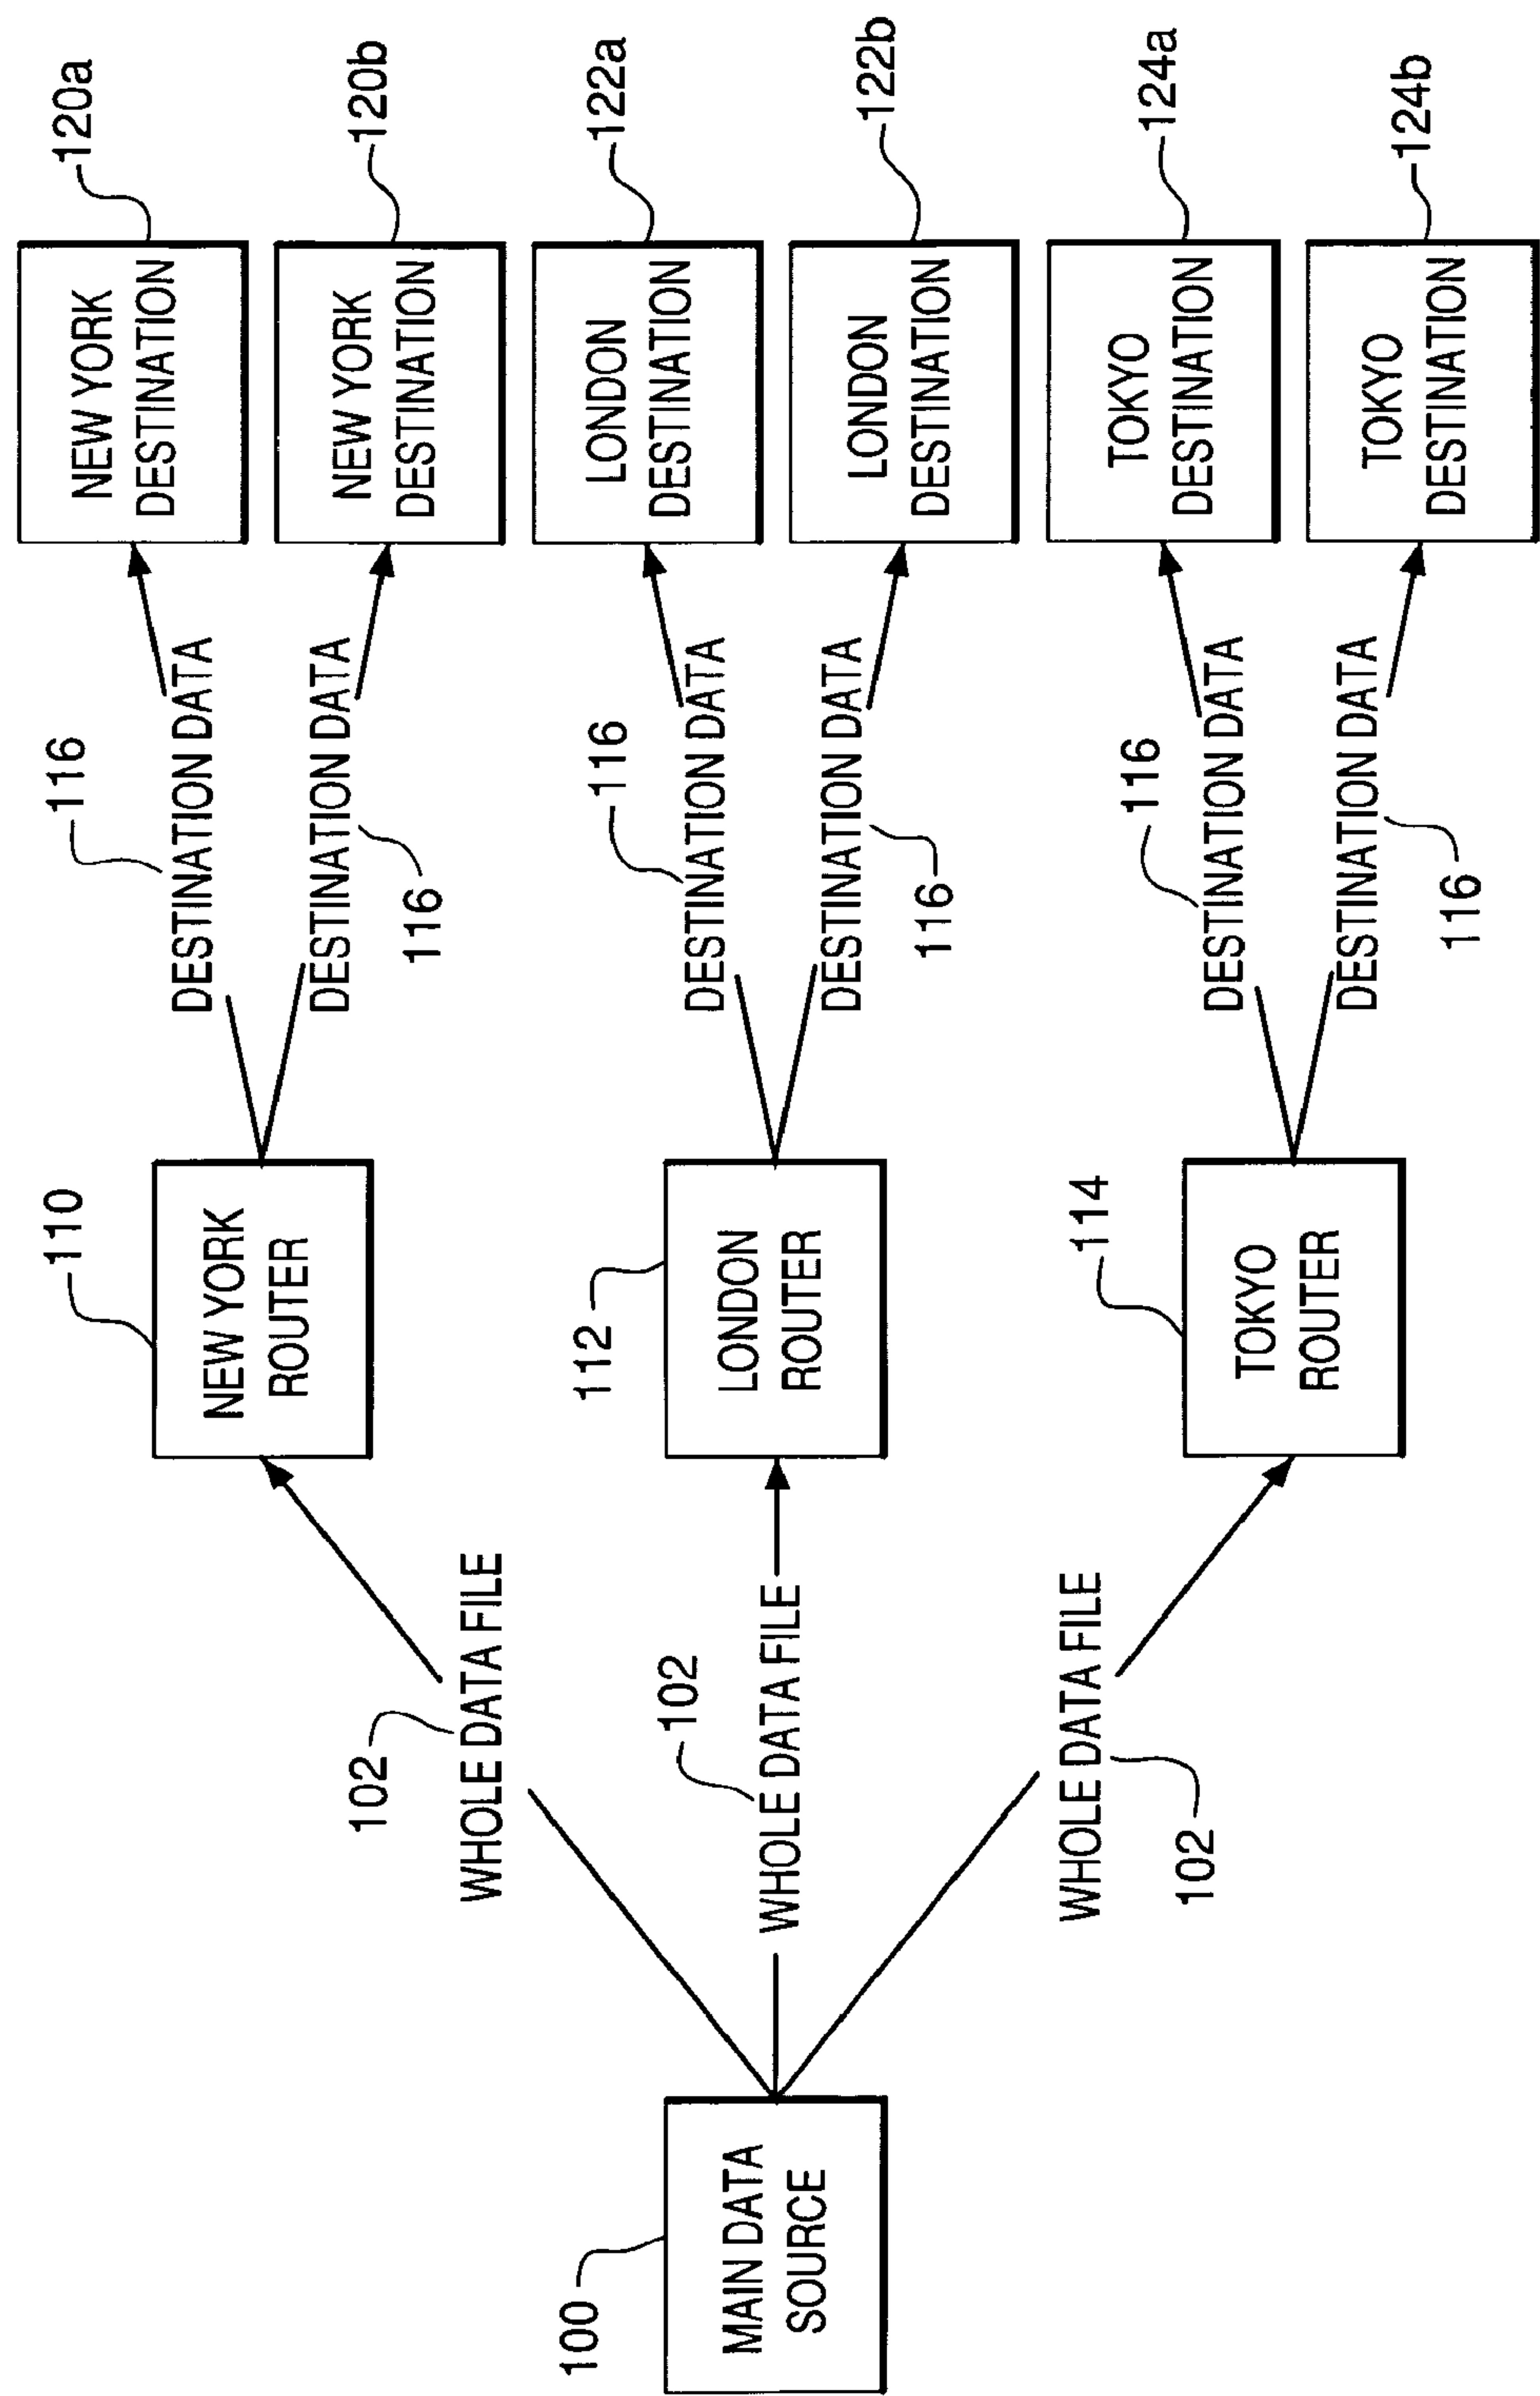 100
MAIN DATA
SOURCE
102
WHOLE DATA FILE
102
WHOLE DATA FILE
WHOLE DATA FILE
102
110
NEW YORK
ROUTER
112
LONDON
ROUTER
114
TOKYO
ROUTER
116
DESTINATION DATA
DESTINATION DATA
116
116
DESTINATION DATA
DESTINATION DATA
116
116
DESTINATION DATA
DESTINATION DATA
116
NEW YORK
DESTINATION
120a
NEW YORK
DESTINATION
120b
LONDON
DESTINATION
122a
LONDON
DESTINATION
122b
TOKYO
DESTINATION
124a
TOKYO
DESTINATION
124b